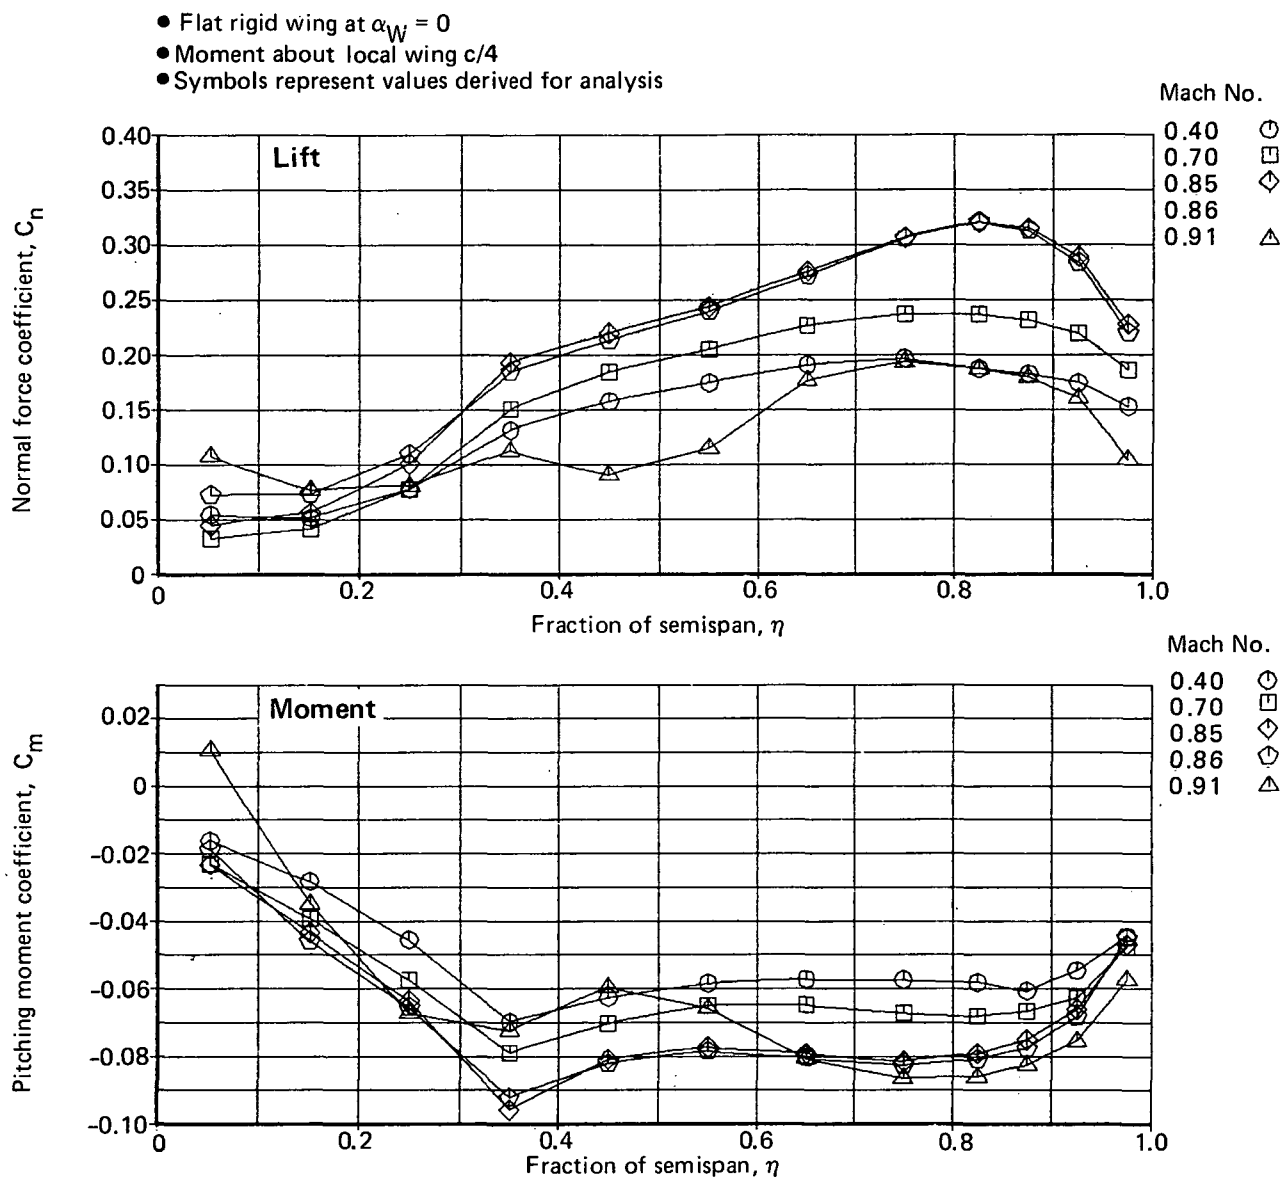 ● Flat rigid wing at αW = 0
● Moment about local wing c/4
● Symbols represent values derived for analysis
Mach No.
0.40
0.70
0.85
0.86
0.91
Lift
Normal force coefficient, Cn
0.40
0.35
0.30
0.25
0.20
0.15
0.10
0.05
0
0 0.2 0.4 0.6 0.8 1.0
Fraction of semispan, η
Mach No.
0.40
0.70
0.85
0.86
0.91
Moment
Pitching moment coefficient, Cm
0.02
0
−0.02
−0.04
−0.06
−0.08
−0.10
0 0.2 0.4 0.6 0.8 1.0
Fraction of semispan, η